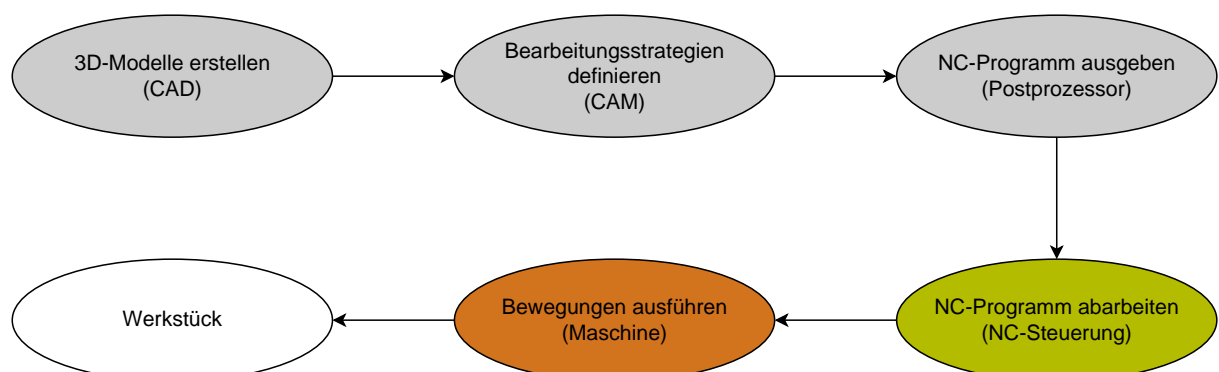 3D-Modelle erstellen
(CAD)
Bearbeitungsstrategien
definieren
(CAM)
NC-Programm ausgeben
(Postprozessor)
NC-Programm abarbeiten
(NC-Steuerung)
Bewegungen ausführen
(Maschine)
Werkstück